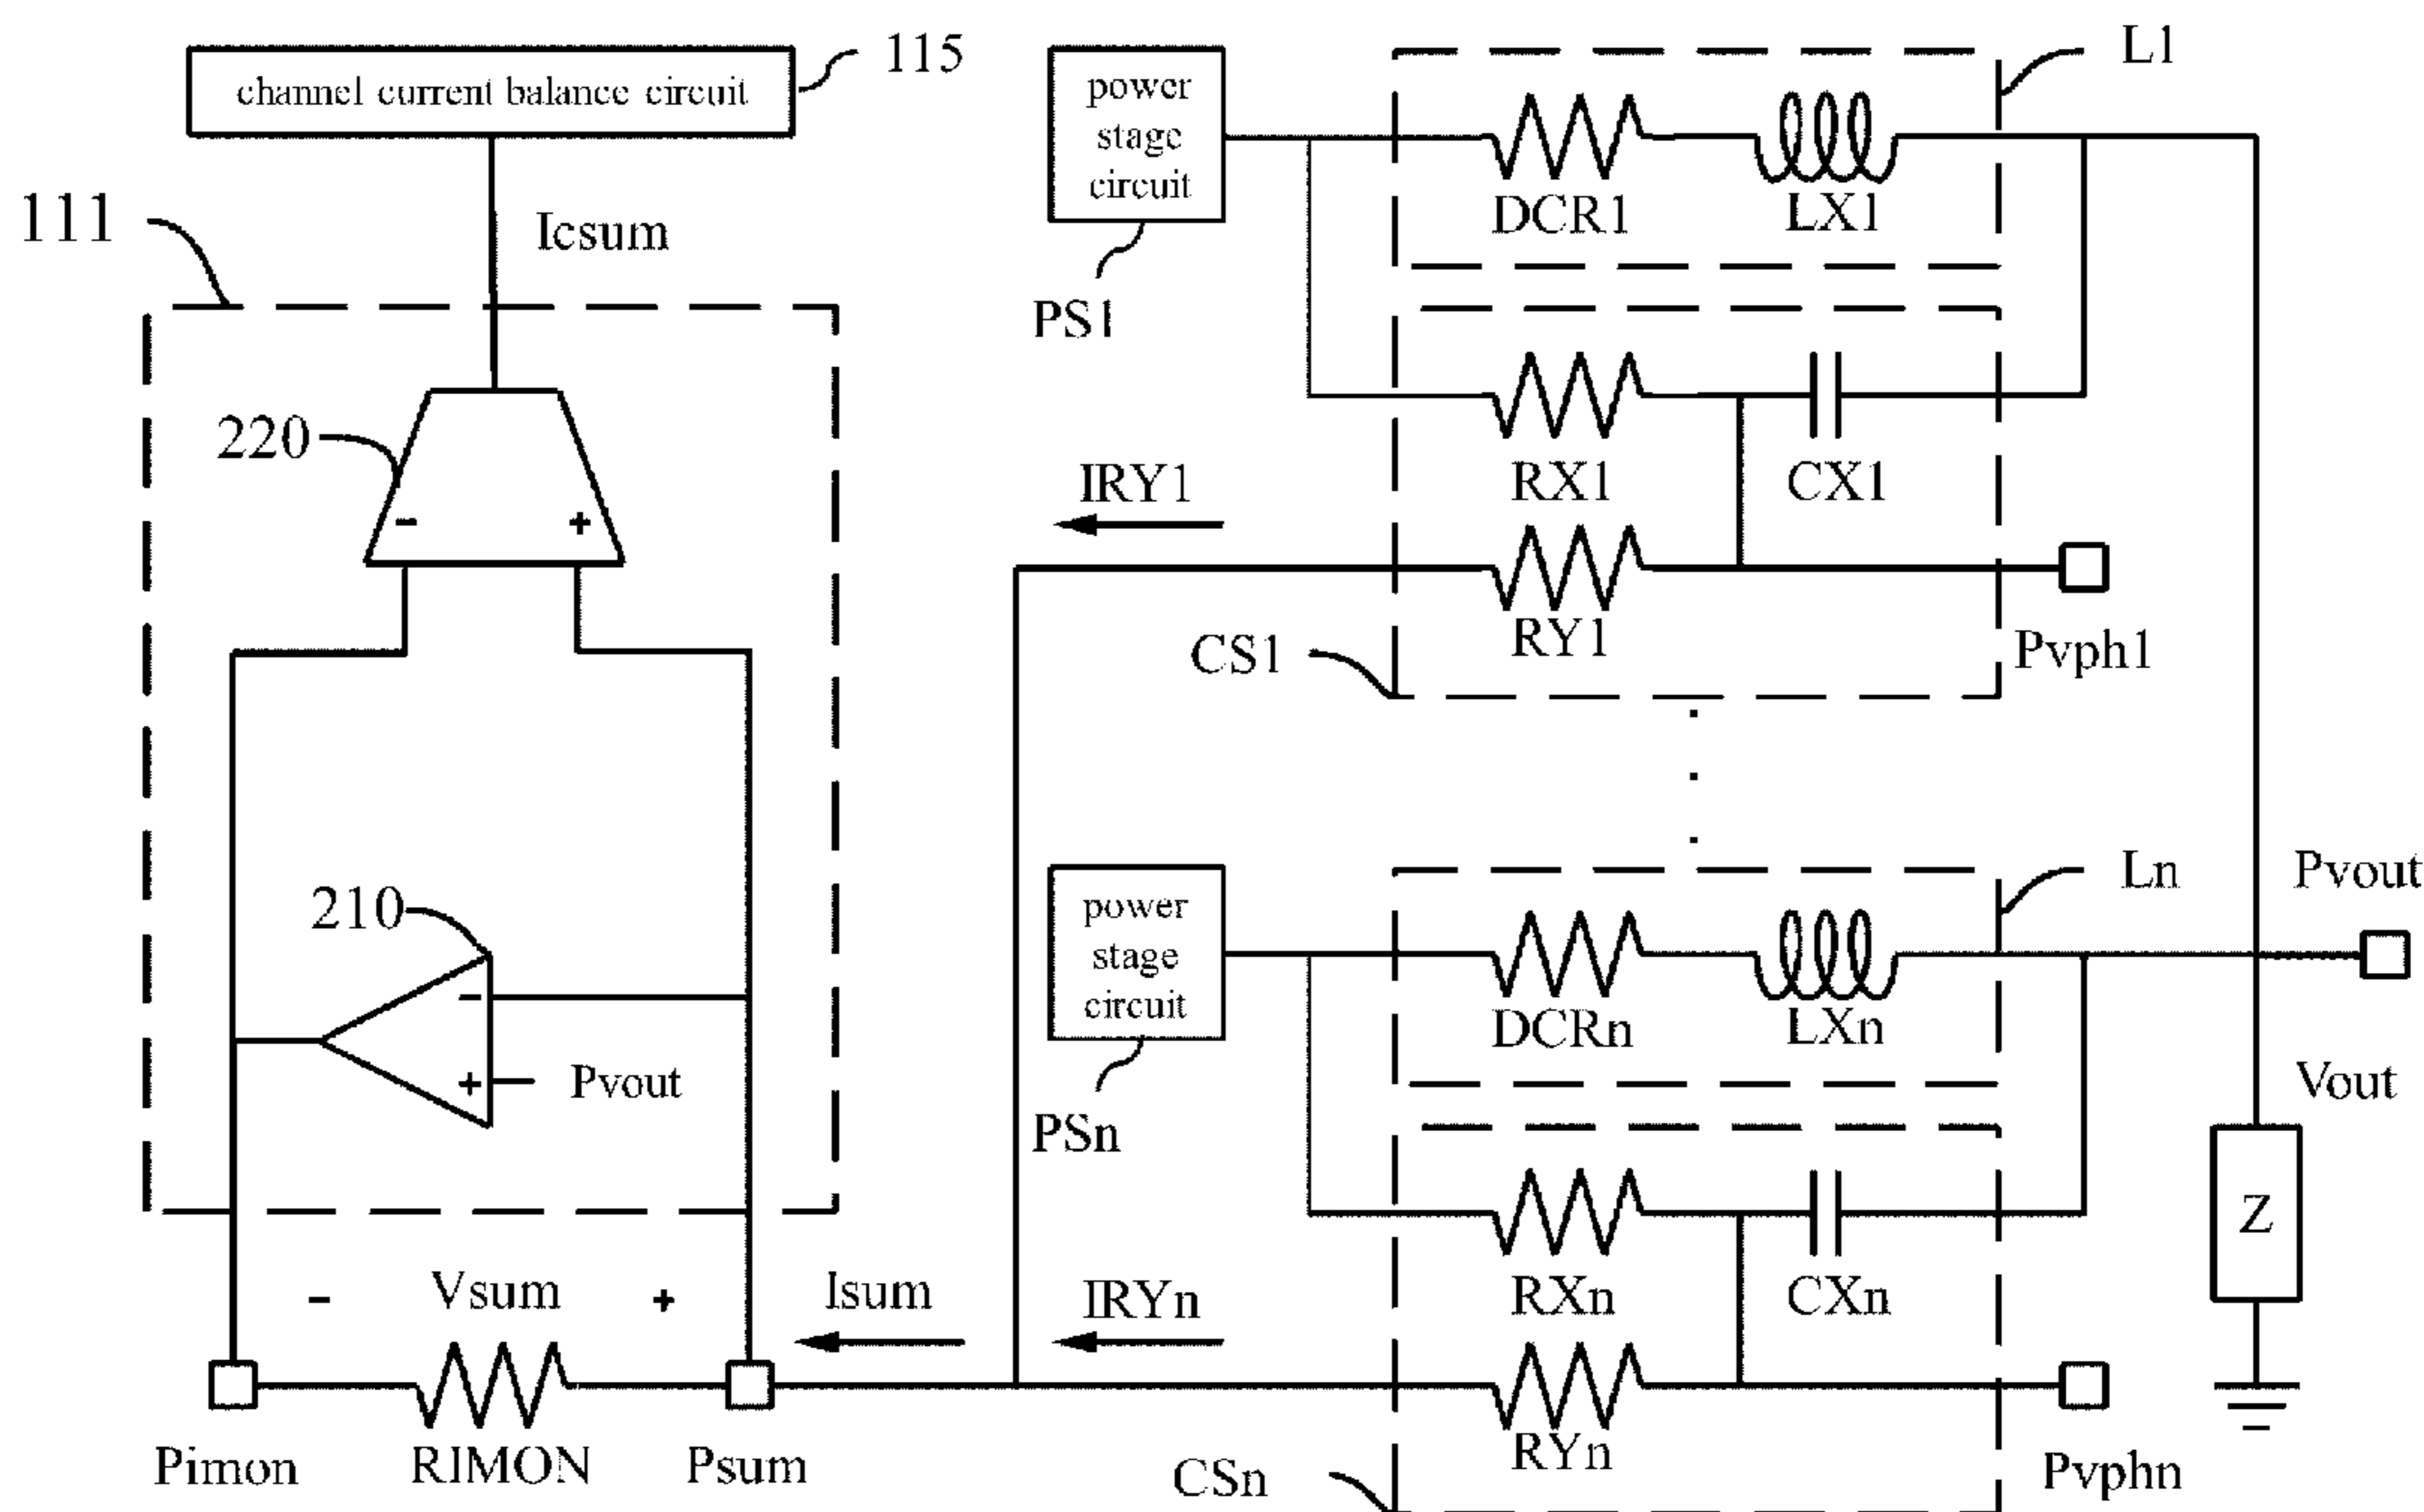 channel current balance circuit
115
111
Icsum
220
-
+
210
-
+
Pvout
-
Vsum
+
Isum
Pimon
RIMON
Psum
power
stage
circuit
PS1
L1
DCR1
LX1
RX1
CX1
IRY1
RY1
CS1
Pvph1
power
stage
circuit
PSn
Ln
DCRn
LXn
Pvout
Vout
Z
RXn
CXn
IRYn
RYn
CSn
Pvphn